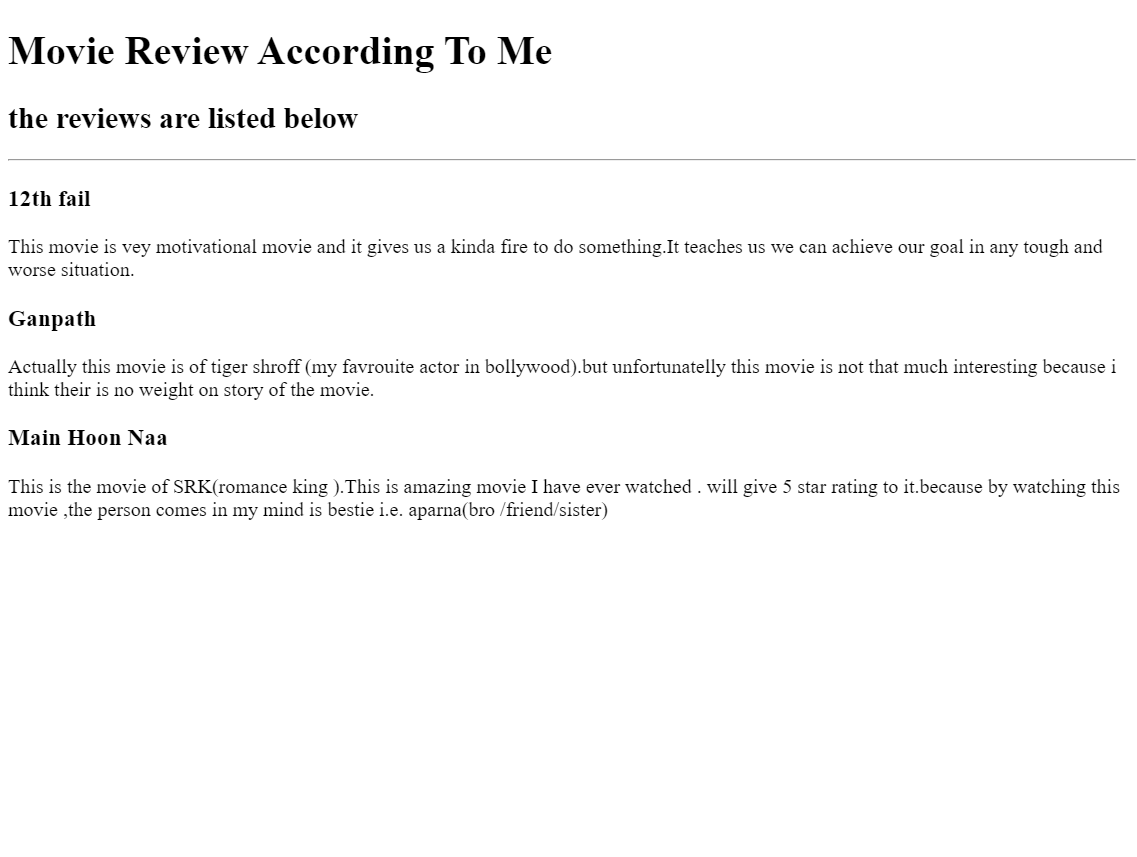 Movie Review According To Me
the reviews are listed below
12th fail
This movie is vey motivational movie and it gives us a kinda fire to do something.It teaches us we can achieve our goal in any tough and
worse situation.
Ganpath
Actually this movie is of tiger shroff (my favrouite actor in bollywood).but unfortunatelly this movie is not that much interesting because i
think their is no weight on story of the movie.
Main Hoon Naa
This is the movie of SRK(romance king ).This is amazing movie I have ever watched . will give 5 star rating to it.because by watching this
movie ,the person comes in my mind is bestie i.e. aparna(bro /friend/sister)